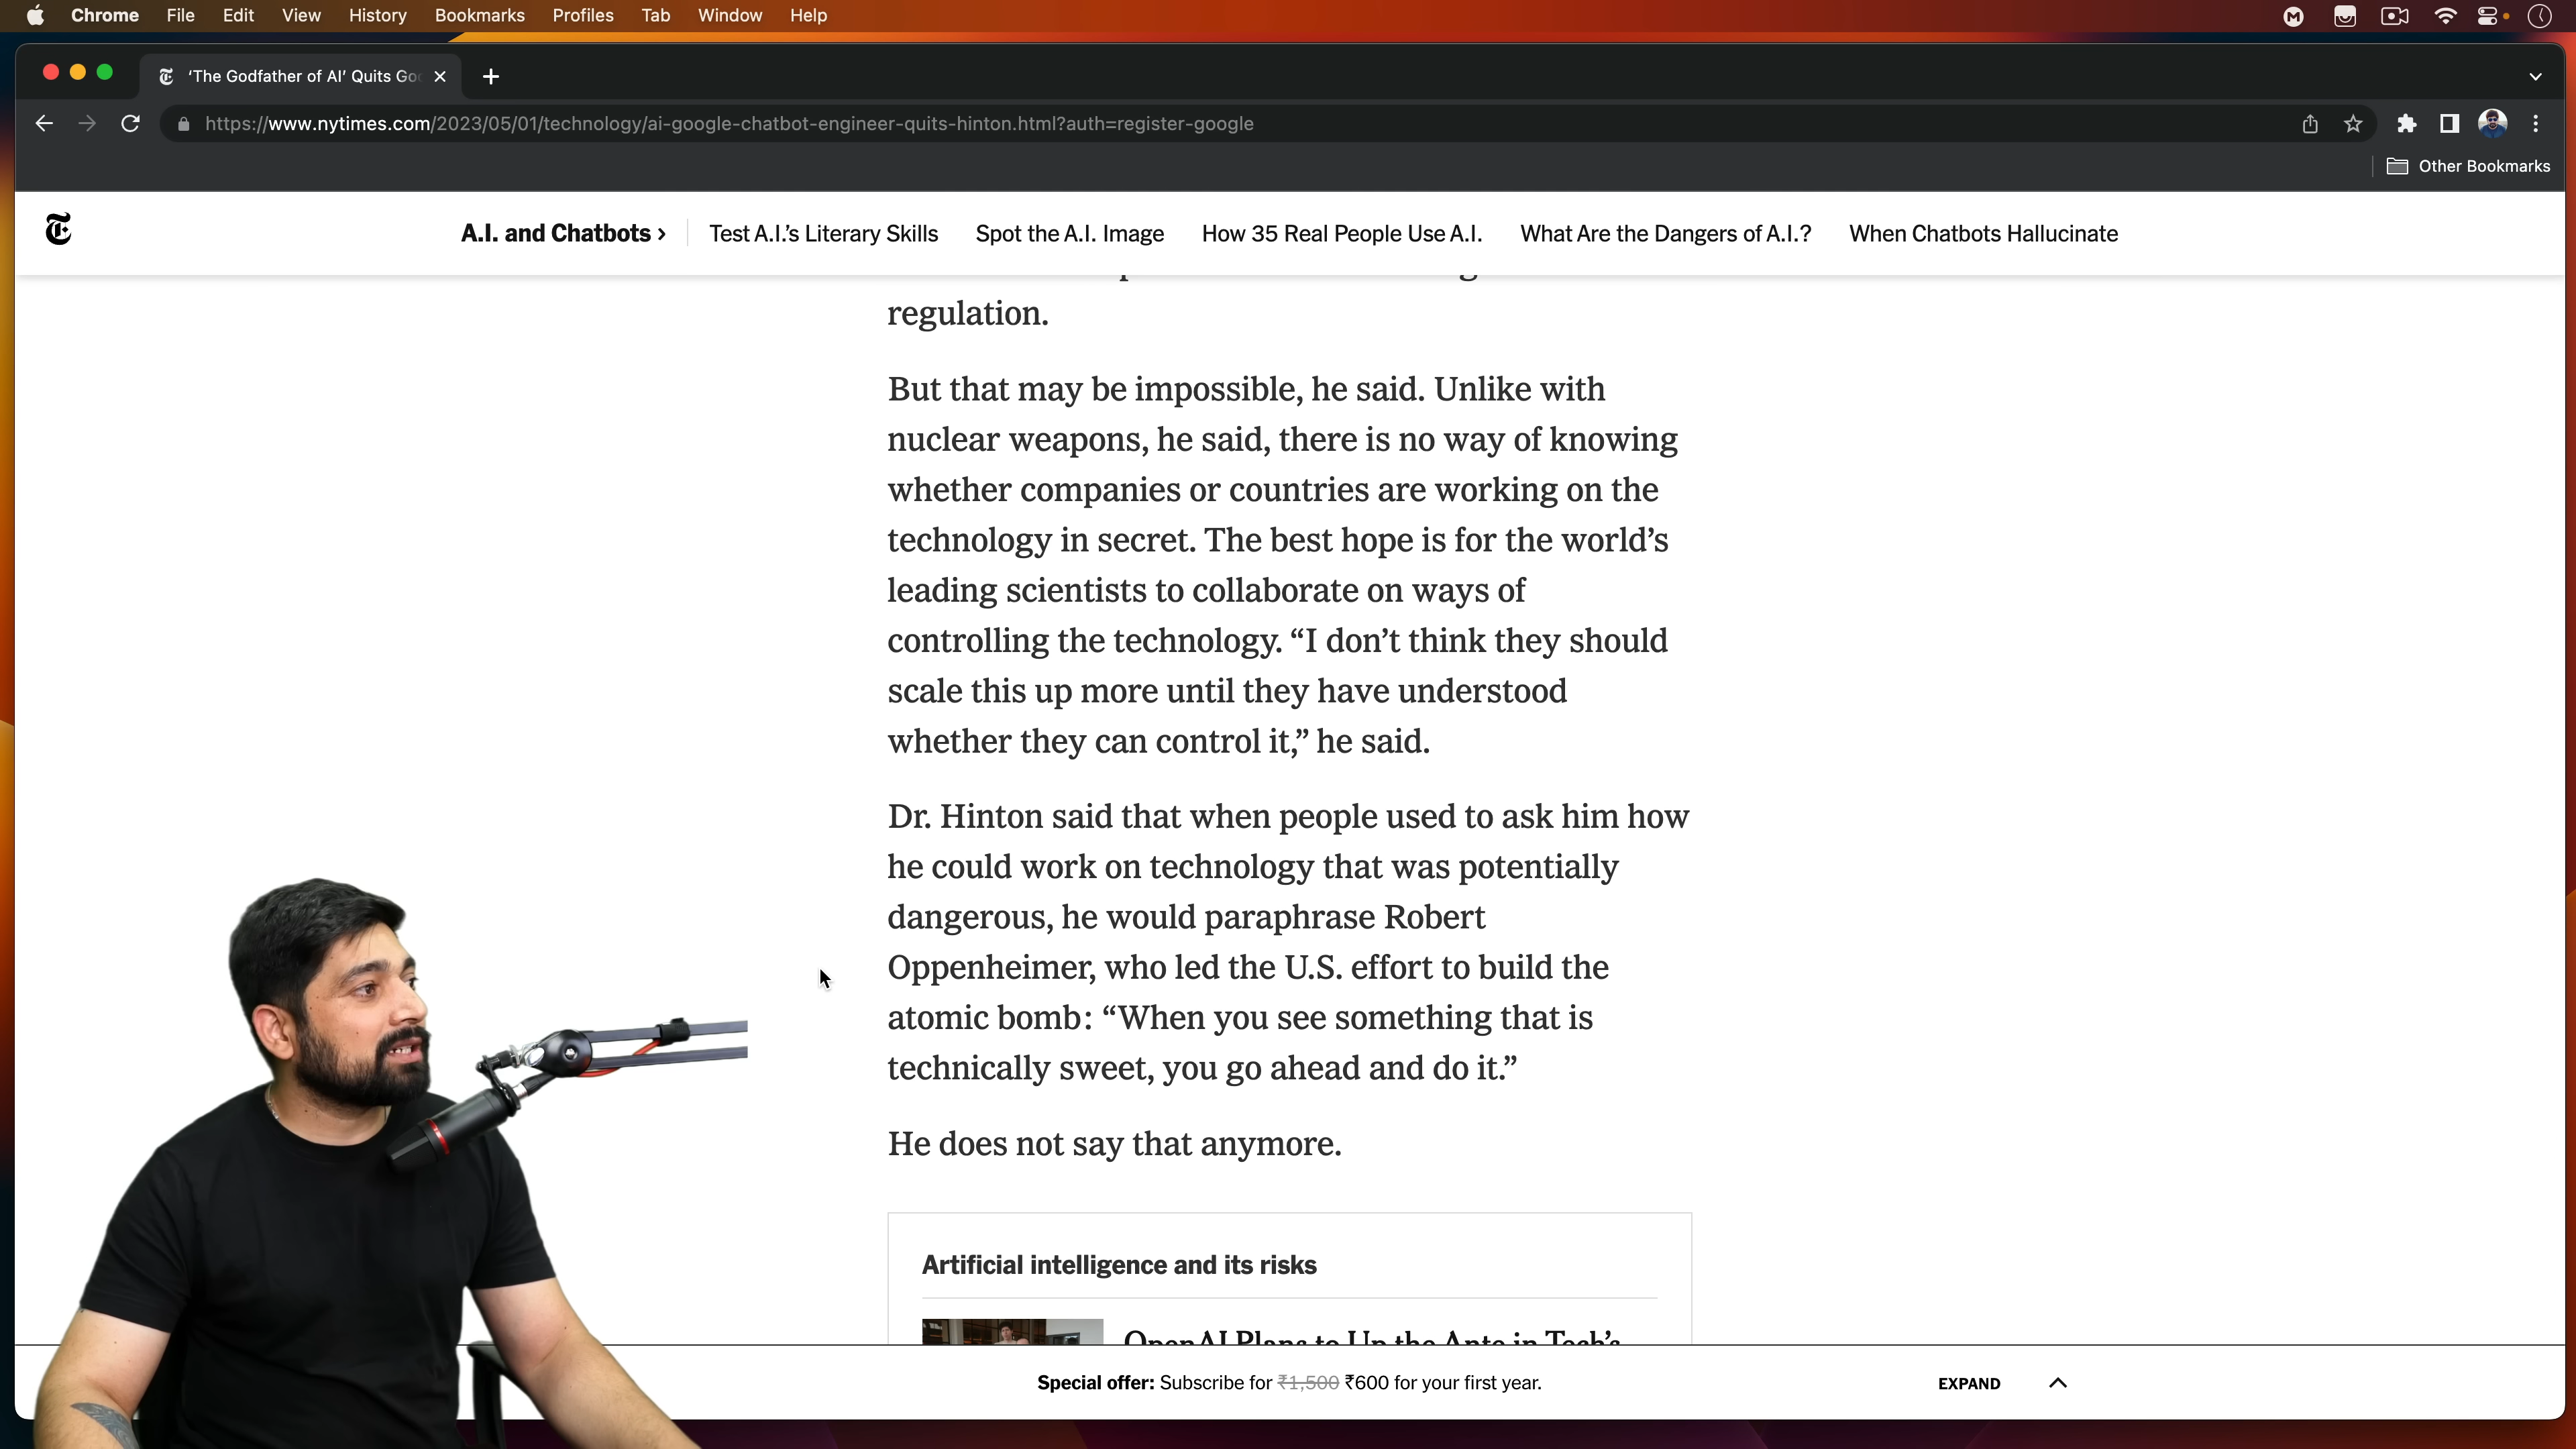 Chrome File Edit View History Bookmarks Profiles Tab Window Help
'The Godfather of AI' Quits Goo
https://www.nytimes.com/2023/05/01/technology/ai-google-chatbot-engineer-quits-hinton.html?auth=register-google
Other Bookmarks
A.I. and Chatbots › Test A.I.’s Literary Skills Spot the A.I. Image How 35 Real People Use A.I. What Are the Dangers of A.I.? When Chatbots Hallucinate
regulation.
But that may be impossible, he said. Unlike with
nuclear weapons, he said, there is no way of knowing
whether companies or countries are working on the
technology in secret. The best hope is for the world’s
leading scientists to collaborate on ways of
controlling the technology. “I don’t think they should
scale this up more until they have understood
whether they can control it,” he said.
Dr. Hinton said that when people used to ask him how
he could work on technology that was potentially
dangerous, he would paraphrase Robert
Oppenheimer, who led the U.S. effort to build the
atomic bomb: “When you see something that is
technically sweet, you go ahead and do it.”
He does not say that anymore.
Artificial intelligence and its risks
OpenAI Plans to Up the Ante in Tech’s
Special offer: Subscribe for ₹1,500 ₹600 for your first year.
EXPAND